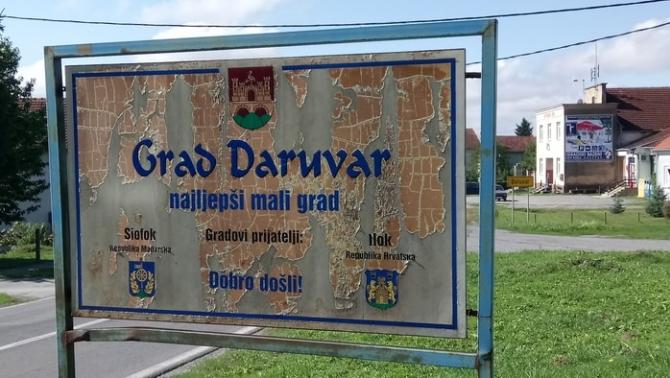 Grad Daruvar
najljepši mali grad
Siofok
Republika Mađarska
Gradovi prijatelji:
Ilok
Republika Hrvatska
Dobro došli!